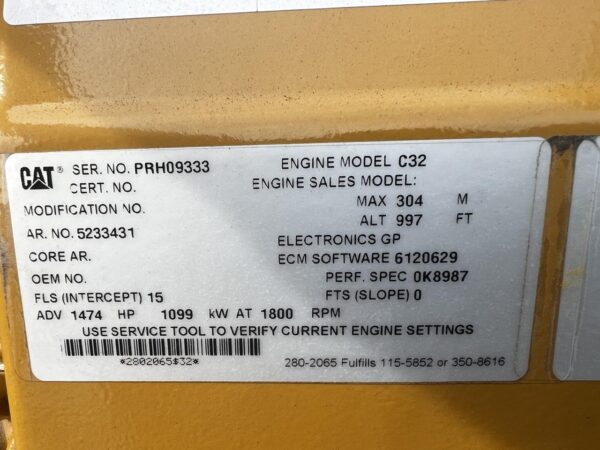 CAT® SER. NO. PRH09333 ENGINE MODEL C32
CERT. NO. ENGINE SALES MODEL:
MODIFICATION NO. MAX 304 M
AR. NO. 5233431 ALT 997 FT
ELECTRONICS GP
CORE AR. ECM SOFTWARE 6120629
OEM NO. PERF. SPEC 0K8987
FLS (INTERCEPT) 15 FTS (SLOPE) 0
ADV 1474 HP 1099 kW AT 1800 RPM
USE SERVICE TOOL TO VERIFY CURRENT ENGINE SETTINGS
*2802065$32*
280-2065 Fulfills 115-5852 or 350-8616